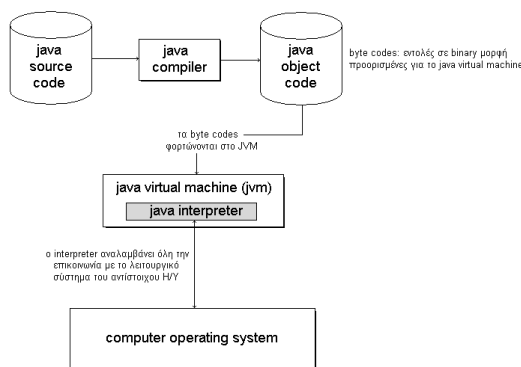 java
source
code
java
compiler
java
object
code
byte codes: εντολές σε binary μορφή
προορισμένες για το java virtual machine
τα byte codes
φορτώνονται στο JVM
java virtual machine (jvm)
java interpreter
ο interpreter αναλαμβάνει όλη την
επικοινωνία με το λειτουργικό
σύστημα του αντίστοιχου Η/Υ
computer operating system